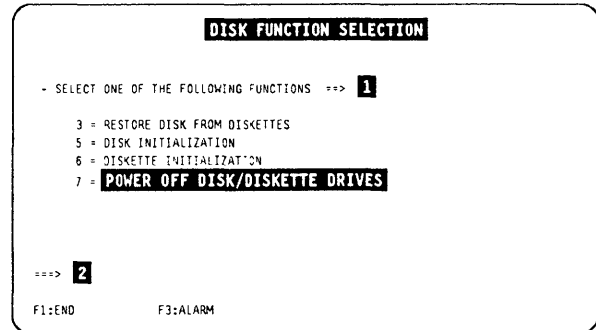 DISK FUNCTION SELECTION
- SELECT ONE OF THE FOLLOWING FUNCTIONS ==> 1
3 = RESTORE DISK FROM DISKETTES
5 = DISK INITIALIZATION
6 = DISKETTE INITIALIZATION
7 = POWER OFF DISK/DISKETTE DRIVES
===> 2
F1:END F3:ALARM